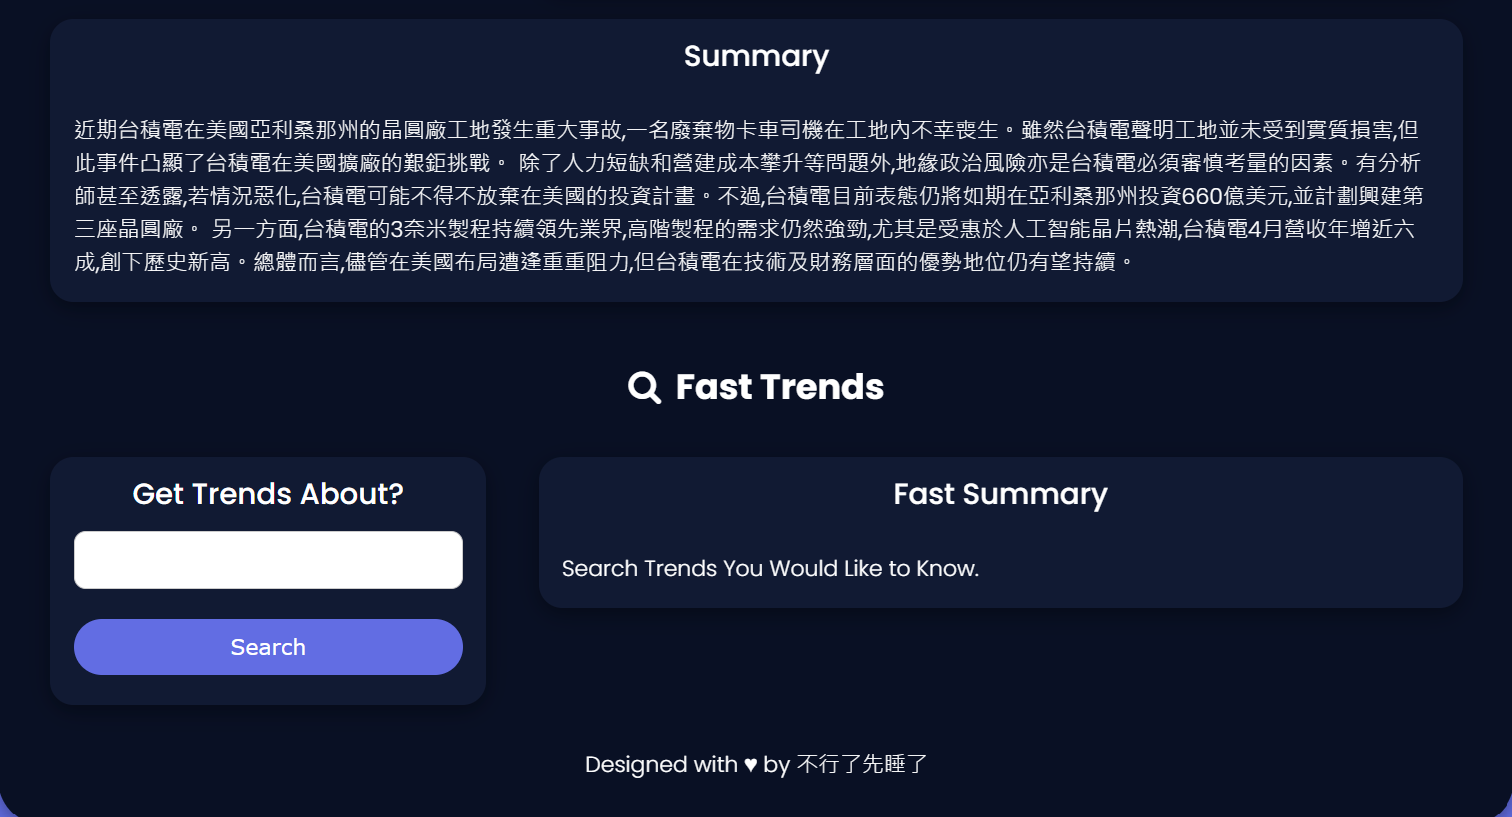 Summary
近期台積電在美國亞利桑那州的晶圓廠工地發生重大事故,一名廢棄物卡車司機在工地內不幸喪生。雖然台積電聲明工地並未受到實質損害,但
此事件凸顯了台積電在美國擴廠的艱鉅挑戰。 除了人力短缺和營建成本攀升等問題外,地緣政治風險亦是台積電必須審慎考量的因素。有分析
師甚至透露,若情況惡化,台積電可能不得不放棄在美國的投資計畫。不過,台積電目前表態仍將如期在亞利桑那州投資660億美元,並計劃興建第
三座晶圓廠。 另一方面,台積電的3奈米製程持續領先業界,高階製程的需求仍然強勁,尤其是受惠於人工智能晶片熱潮,台積電4月營收年增近六
成,創下歷史新高。總體而言,儘管在美國布局遭逢重重阻力,但台積電在技術及財務層面的優勢地位仍有望持續。
Fast Trends
Get Trends About?
Search
Fast Summary
Search Trends You Would Like to Know.
Designed with ♥ by 不行了先睡了